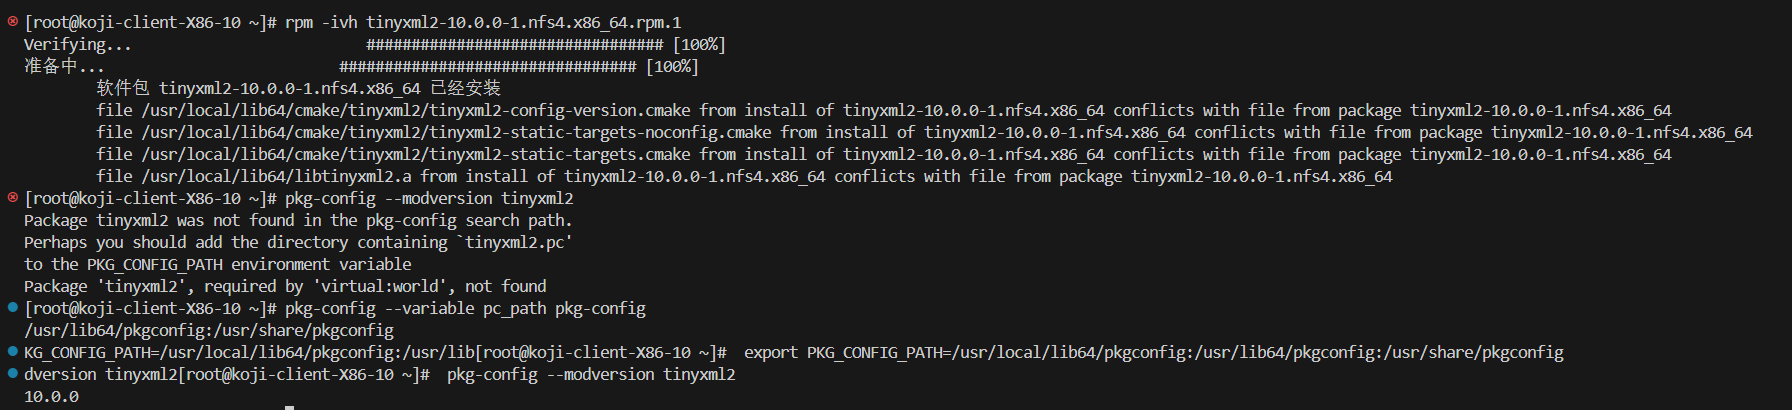 [root@koji-client-X86-10 ~]# rpm -ivh tinyxml2-10.0.0-1.nfs4.x86_64.rpm.1
Verifying... ################################# [100%]
准备中... ################################# [100%]
软件包 tinyxml2-10.0.0-1.nfs4.x86_64 已经安装
file /usr/local/lib64/cmake/tinyxml2/tinyxml2-config-version.cmake from install of tinyxml2-10.0.0-1.nfs4.x86_64 conflicts with file from package tinyxml2-10.0.0-1.nfs4.x86_64
file /usr/local/lib64/cmake/tinyxml2/tinyxml2-static-targets-noconfig.cmake from install of tinyxml2-10.0.0-1.nfs4.x86_64 conflicts with file from package tinyxml2-10.0.0-1.nfs4.x86_64
file /usr/local/lib64/cmake/tinyxml2/tinyxml2-static-targets.cmake from install of tinyxml2-10.0.0-1.nfs4.x86_64 conflicts with file from package tinyxml2-10.0.0-1.nfs4.x86_64
file /usr/local/lib64/libtinyxml2.a from install of tinyxml2-10.0.0-1.nfs4.x86_64 conflicts with file from package tinyxml2-10.0.0-1.nfs4.x86_64
[root@koji-client-X86-10 ~]# pkg-config --modversion tinyxml2
Package tinyxml2 was not found in the pkg-config search path.
Perhaps you should add the directory containing `tinyxml2.pc'
to the PKG_CONFIG_PATH environment variable
Package 'tinyxml2', required by 'virtual:world', not found
[root@koji-client-X86-10 ~]# pkg-config --variable pc_path pkg-config
/usr/lib64/pkgconfig:/usr/share/pkgconfig
KG_CONFIG_PATH=/usr/local/lib64/pkgconfig:/usr/lib[root@koji-client-X86-10 ~]#  export PKG_CONFIG_PATH=/usr/local/lib64/pkgconfig:/usr/lib64/pkgconfig:/usr/share/pkgconfig
dversion tinyxml2[root@koji-client-X86-10 ~]#  pkg-config --modversion tinyxml2
10.0.0